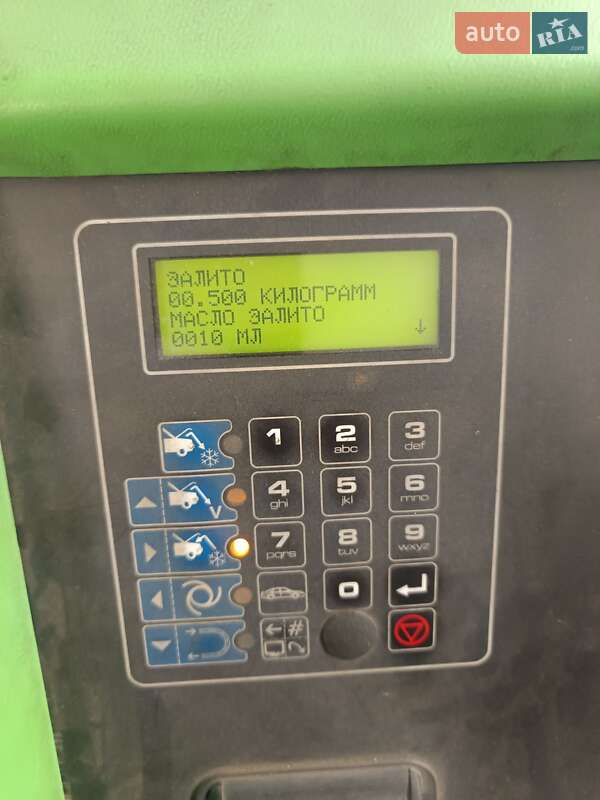 auto RIA .com
ЗАЛИТО
00.500 КИЛОГРАММ
МАСЛО ЗАЛИТО
0010 МЛ ↓
1 2 abc 3 def
V 4 ghi 5 jkl 6 mno
7 pqrs 8 tuv 9 wxyz
0
#